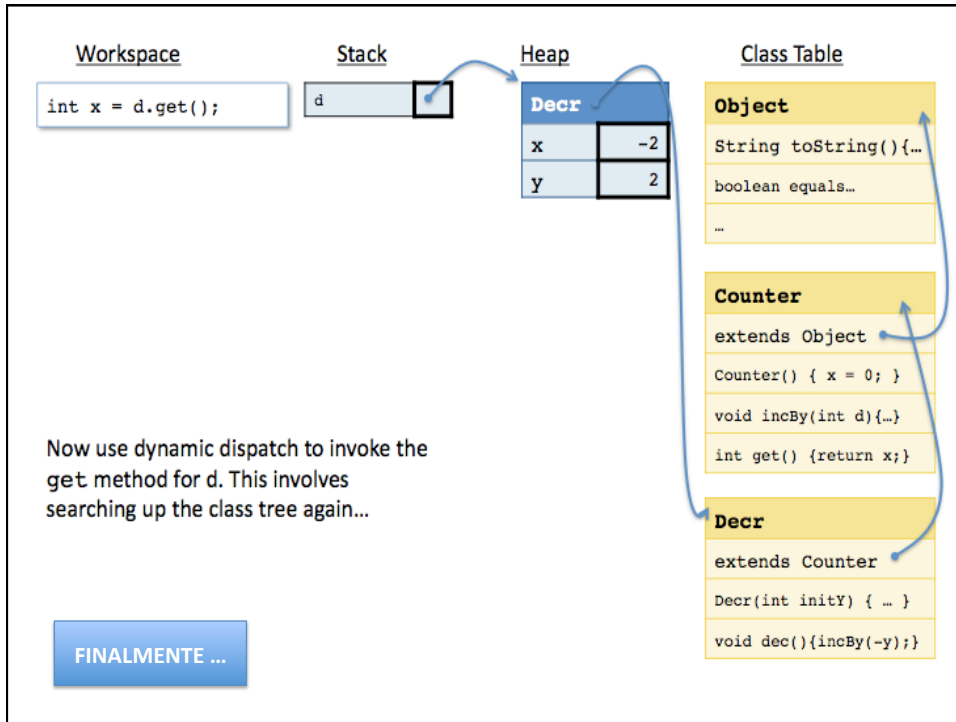 Workspace
Stack
Heap
Class Table
int x = d.get();
d
Decr
x -2
y 2
Object
String toString(){…
boolean equals…
…
Counter
extends Object
Counter() { x = 0; }
void incBy(int d){…}
int get() {return x;}
Decr
extends Counter
Decr(int initY) { … }
void dec(){incBy(-y);}
Now use dynamic dispatch to invoke the
get method for d. This involves
searching up the class tree again…
FINALMENTE …